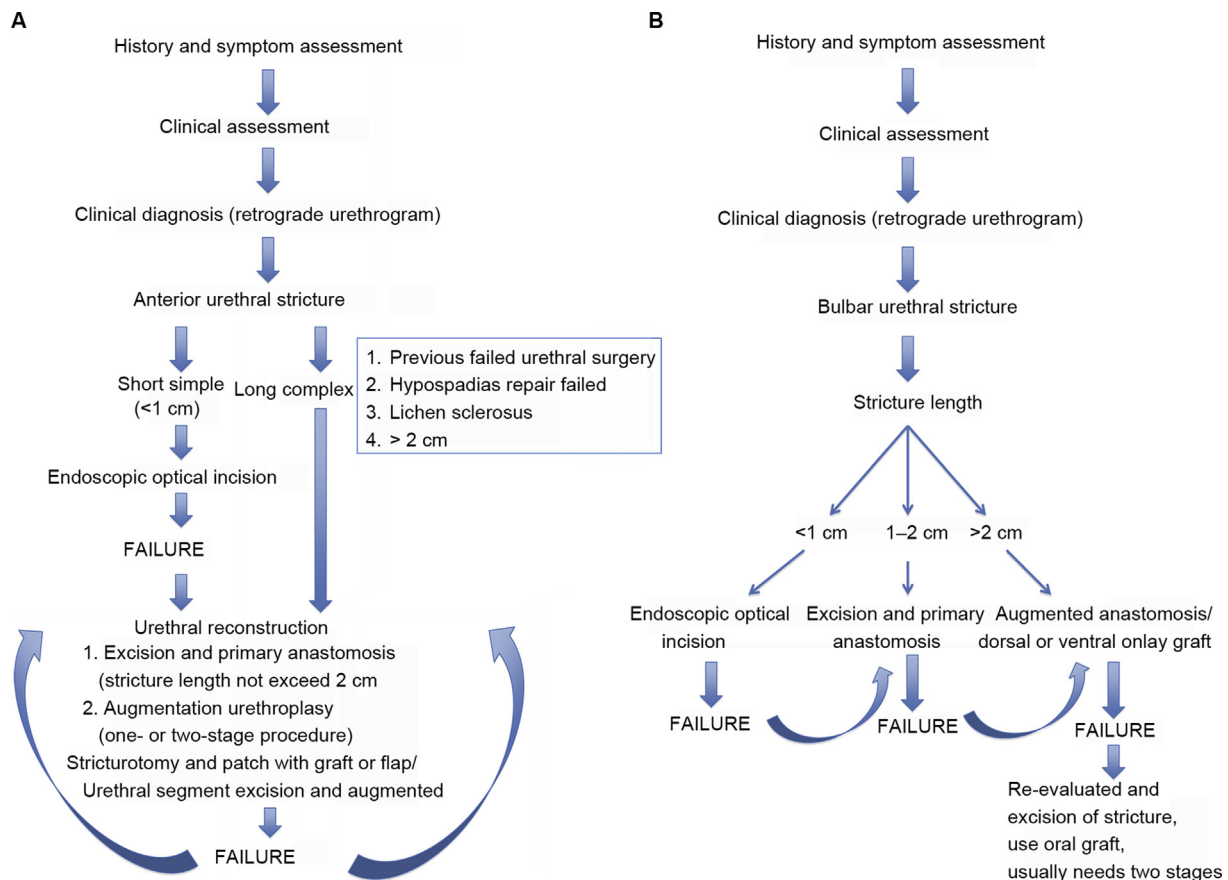 A
History and symptom assessment
Clinical assessment
Clinical diagnosis (retrograde urethrogram)
Anterior urethral stricture
Short simple
(<1 cm)
Long complex
1. Previous failed urethral surgery
2. Hypospadias repair failed
3. Lichen sclerosus
4. > 2 cm
Endoscopic optical incision
FAILURE
Urethral reconstruction
1. Excision and primary anastomosis
(stricture length not exceed 2 cm
2. Augmentation urethroplasy
(one- or two-stage procedure)
Stricturotomy and patch with graft or flap/
Urethral segment excision and augmented
FAILURE
B
History and symptom assessment
Clinical assessment
Clinical diagnosis (retrograde urethrogram)
Bulbar urethral stricture
Stricture length
<1 cm
1–2 cm
>2 cm
Endoscopic optical
incision
Excision and primary
anastomosis
Augmented anastomosis/
dorsal or ventral onlay graft
FAILURE
FAILURE
FAILURE
Re-evaluated and
excision of stricture,
use oral graft,
usually needs two stages